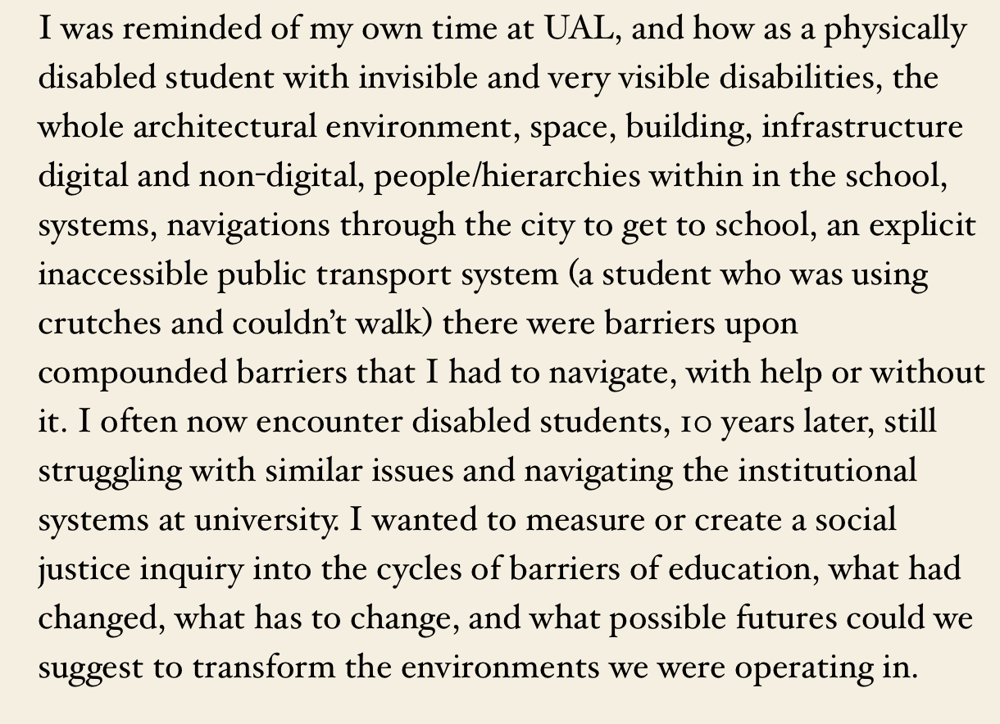 I was reminded of my own time at UAL, and how as a physically
disabled student with invisible and very visible disabilities, the
whole architectural environment, space, building, infrastructure
digital and non-digital, people/hierarchies within in the school,
systems, navigations through the city to get to school, an explicit
inaccessible public transport system (a student who was using
crutches and couldn’t walk) there were barriers upon
compounded barriers that I had to navigate, with help or without
it. I often now encounter disabled students, 10 years later, still
struggling with similar issues and navigating the institutional
systems at university. I wanted to measure or create a social
justice inquiry into the cycles of barriers of education, what had
changed, what has to change, and what possible futures could we
suggest to transform the environments we were operating in.